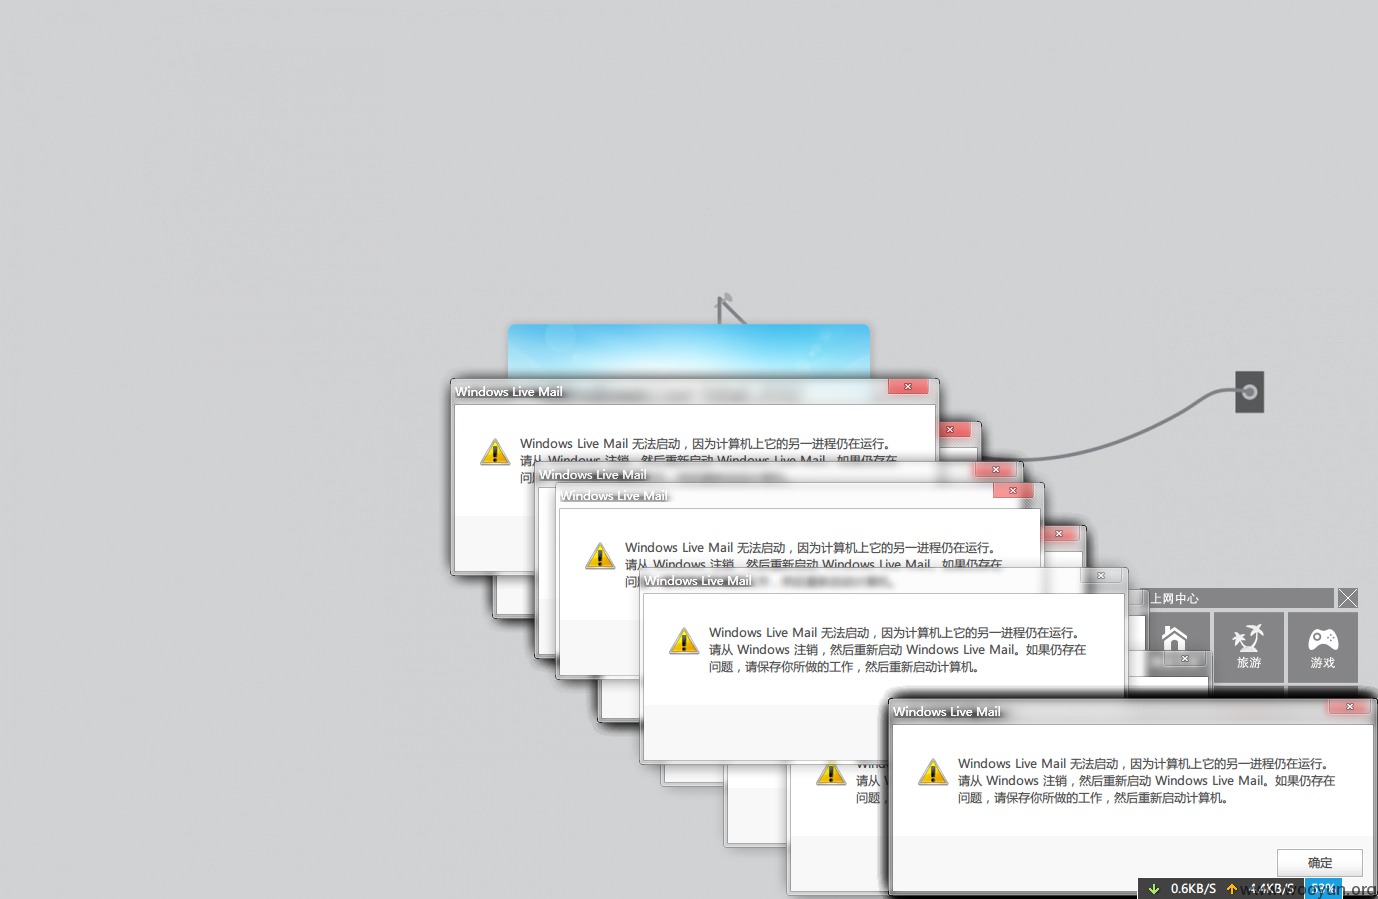 Windows Live Mail
Windows Live Mail 无法启动，因为计算机上它的另一进程仍在运行。
请从 Windows 注销，然后重新启动 Windows Live Mail。如果仍存在
问
Windows Live Mail
Windows Live Mail
Windows Live Mail 无法启动，因为计算机上它的另一进程仍在运行。
请从 Windows 注销，然后重新启动 Windows Live Mail。如果仍存在
问
Windows Live Mail
上网中心
Windows Live Mail 无法启动，因为计算机上它的另一进程仍在运行。
请从 Windows 注销，然后重新启动 Windows Live Mail。如果仍存在
问题，请保存你所做的工作，然后重新启动计算机。
旅游
游戏
Windows Live Mail
请从
问题，
Windows Live Mail 无法启动，因为计算机上它的另一进程仍在运行。
请从 Windows 注销，然后重新启动 Windows Live Mail。如果仍存在
问题，请保存你所做的工作，然后重新启动计算机。
确定
0.6KB/S 4.4KB/S